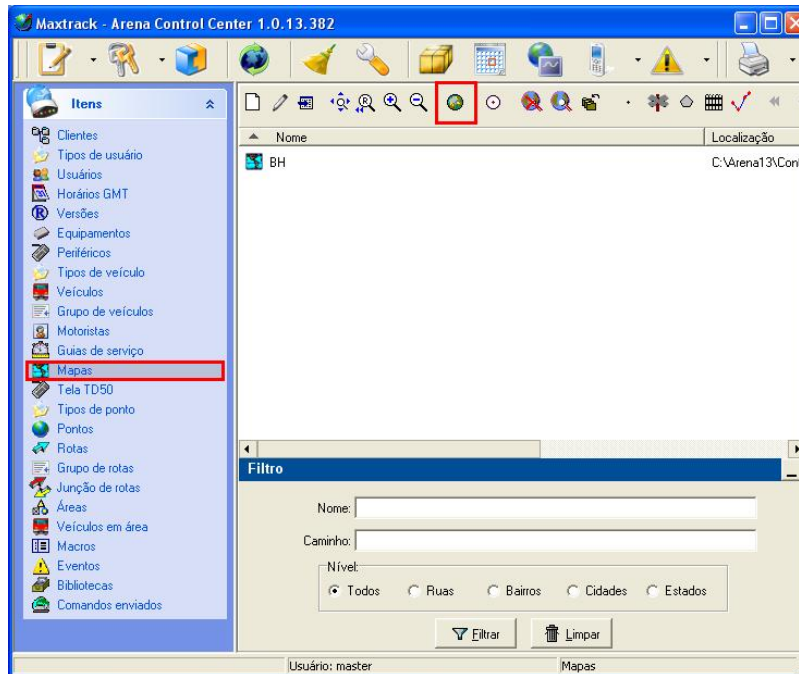 Maxtrack - Arena Control Center 1.0.13.382
Itens
Clientes
Tipos de usuário
Usuários
Horários GMT
Versões
Equipamentos
Periféricos
Tipos de veículo
Veículos
Grupo de veículos
Motoristas
Guias de serviço
Mapas
Tela TD50
Tipos de ponto
Pontos
Rotas
Grupo de rotas
Junção de rotas
Áreas
Veículos em área
Macros
Eventos
Bibliotecas
Comandos enviados
Nome Localização
BH C:\Arena13\Con
Filtro
Nome:
Caminho:
Nível:
Todos Ruas Bairros Cidades Estados
Filtrar Limpar
Usuário: master Mapas